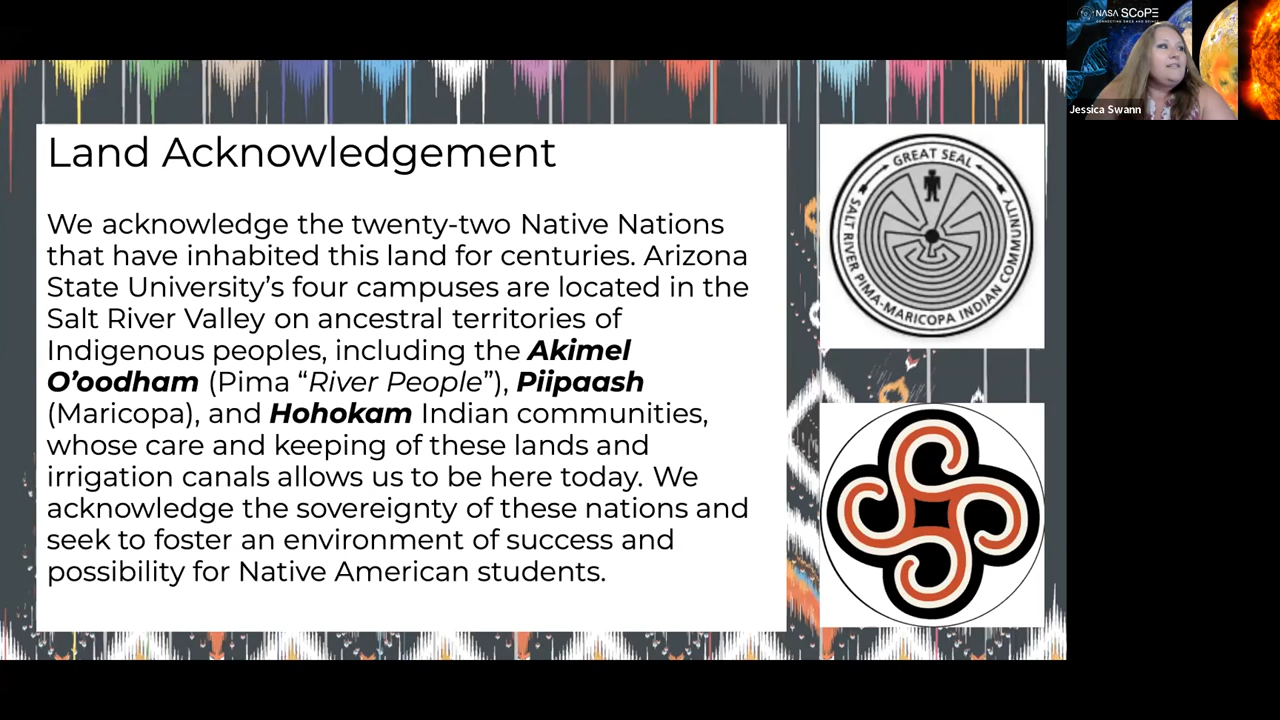 Land Acknowledgement
We acknowledge the twenty-two Native Nations
that have inhabited this land for centuries. Arizona
State University’s four campuses are located in the
Salt River Valley on ancestral territories of
Indigenous peoples, including the Akimel
O’oodham (Pima “River People”), Piipaash
(Maricopa), and Hohokam Indian communities,
whose care and keeping of these lands and
irrigation canals allows us to be here today. We
acknowledge the sovereignty of these nations and
seek to foster an environment of success and
possibility for Native American students.
GREAT SEAL
SALT RIVER PIMA-MARICOPA INDIAN COMMUNITY
NASA SCoPE
Jessica Swann